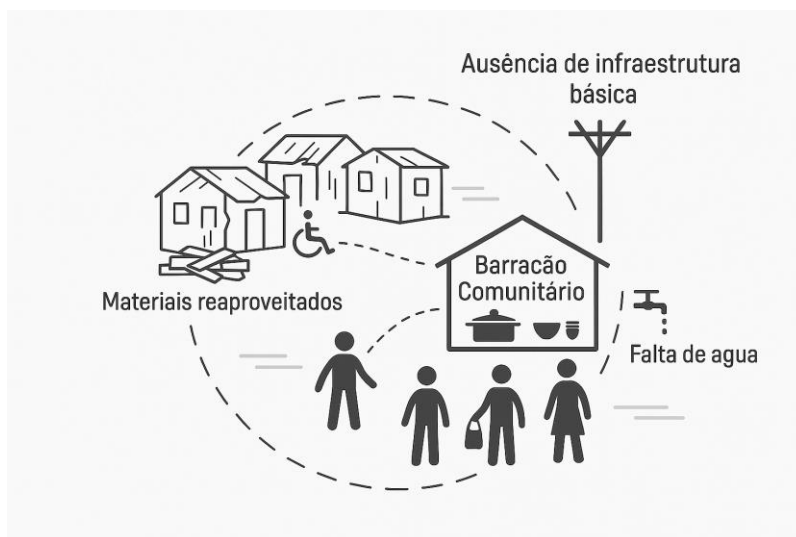 Ausência de infraestrutura
básica
Barracão
Comunitário
Materiais reaproveitados
Falta de agua